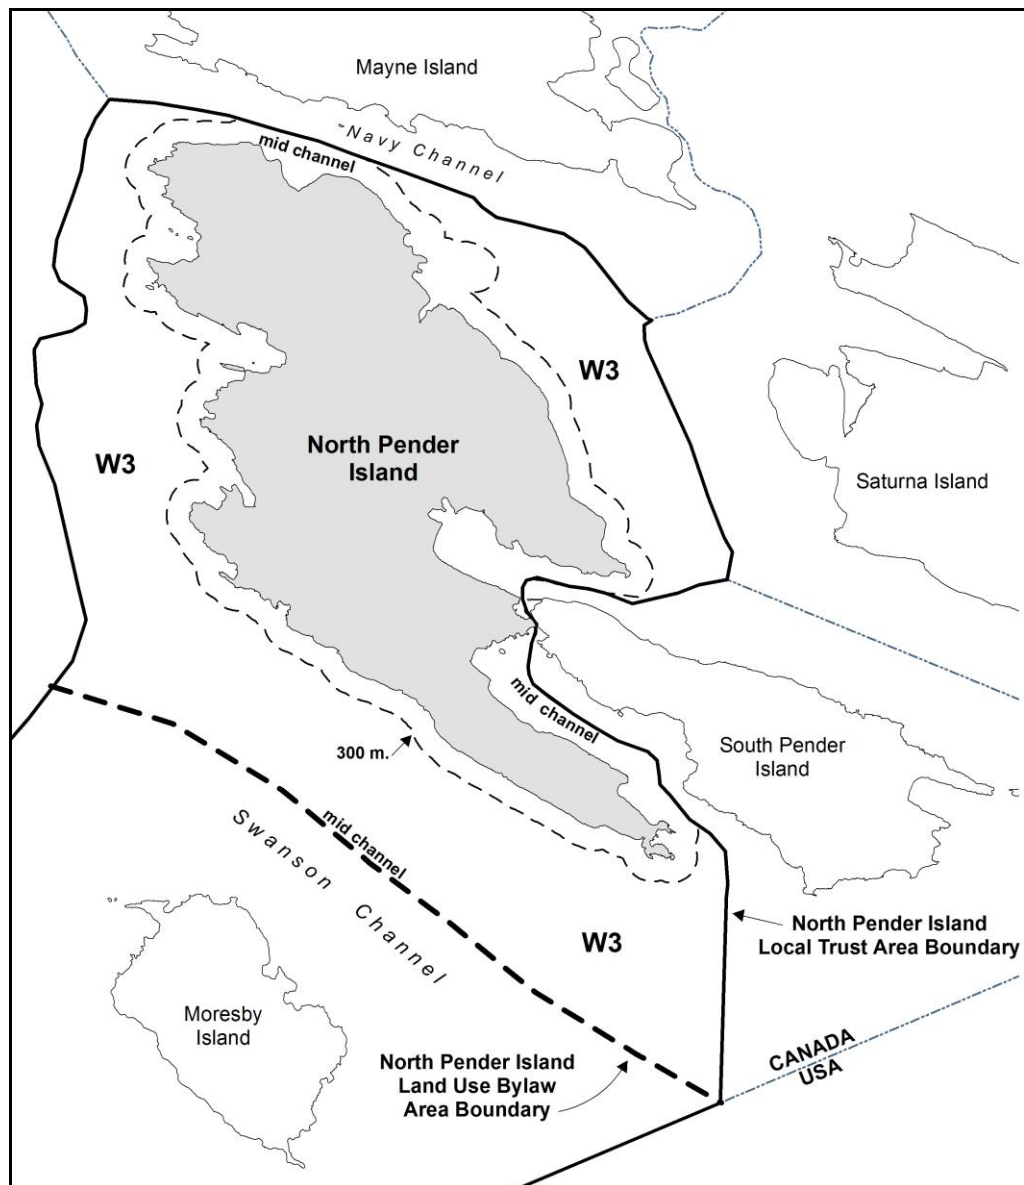 Mayne Island
-Navy Channel
mid channel
W3
North Pender
Island
W3
Saturna Island
mid channel
South Pender
Island
300 m.
mid channel
Swanson Channel
North Pender Island
Local Trust Area Boundary
W3
Moresby
Island
North Pender Island
Land Use Bylaw
Area Boundary
CANADA
USA